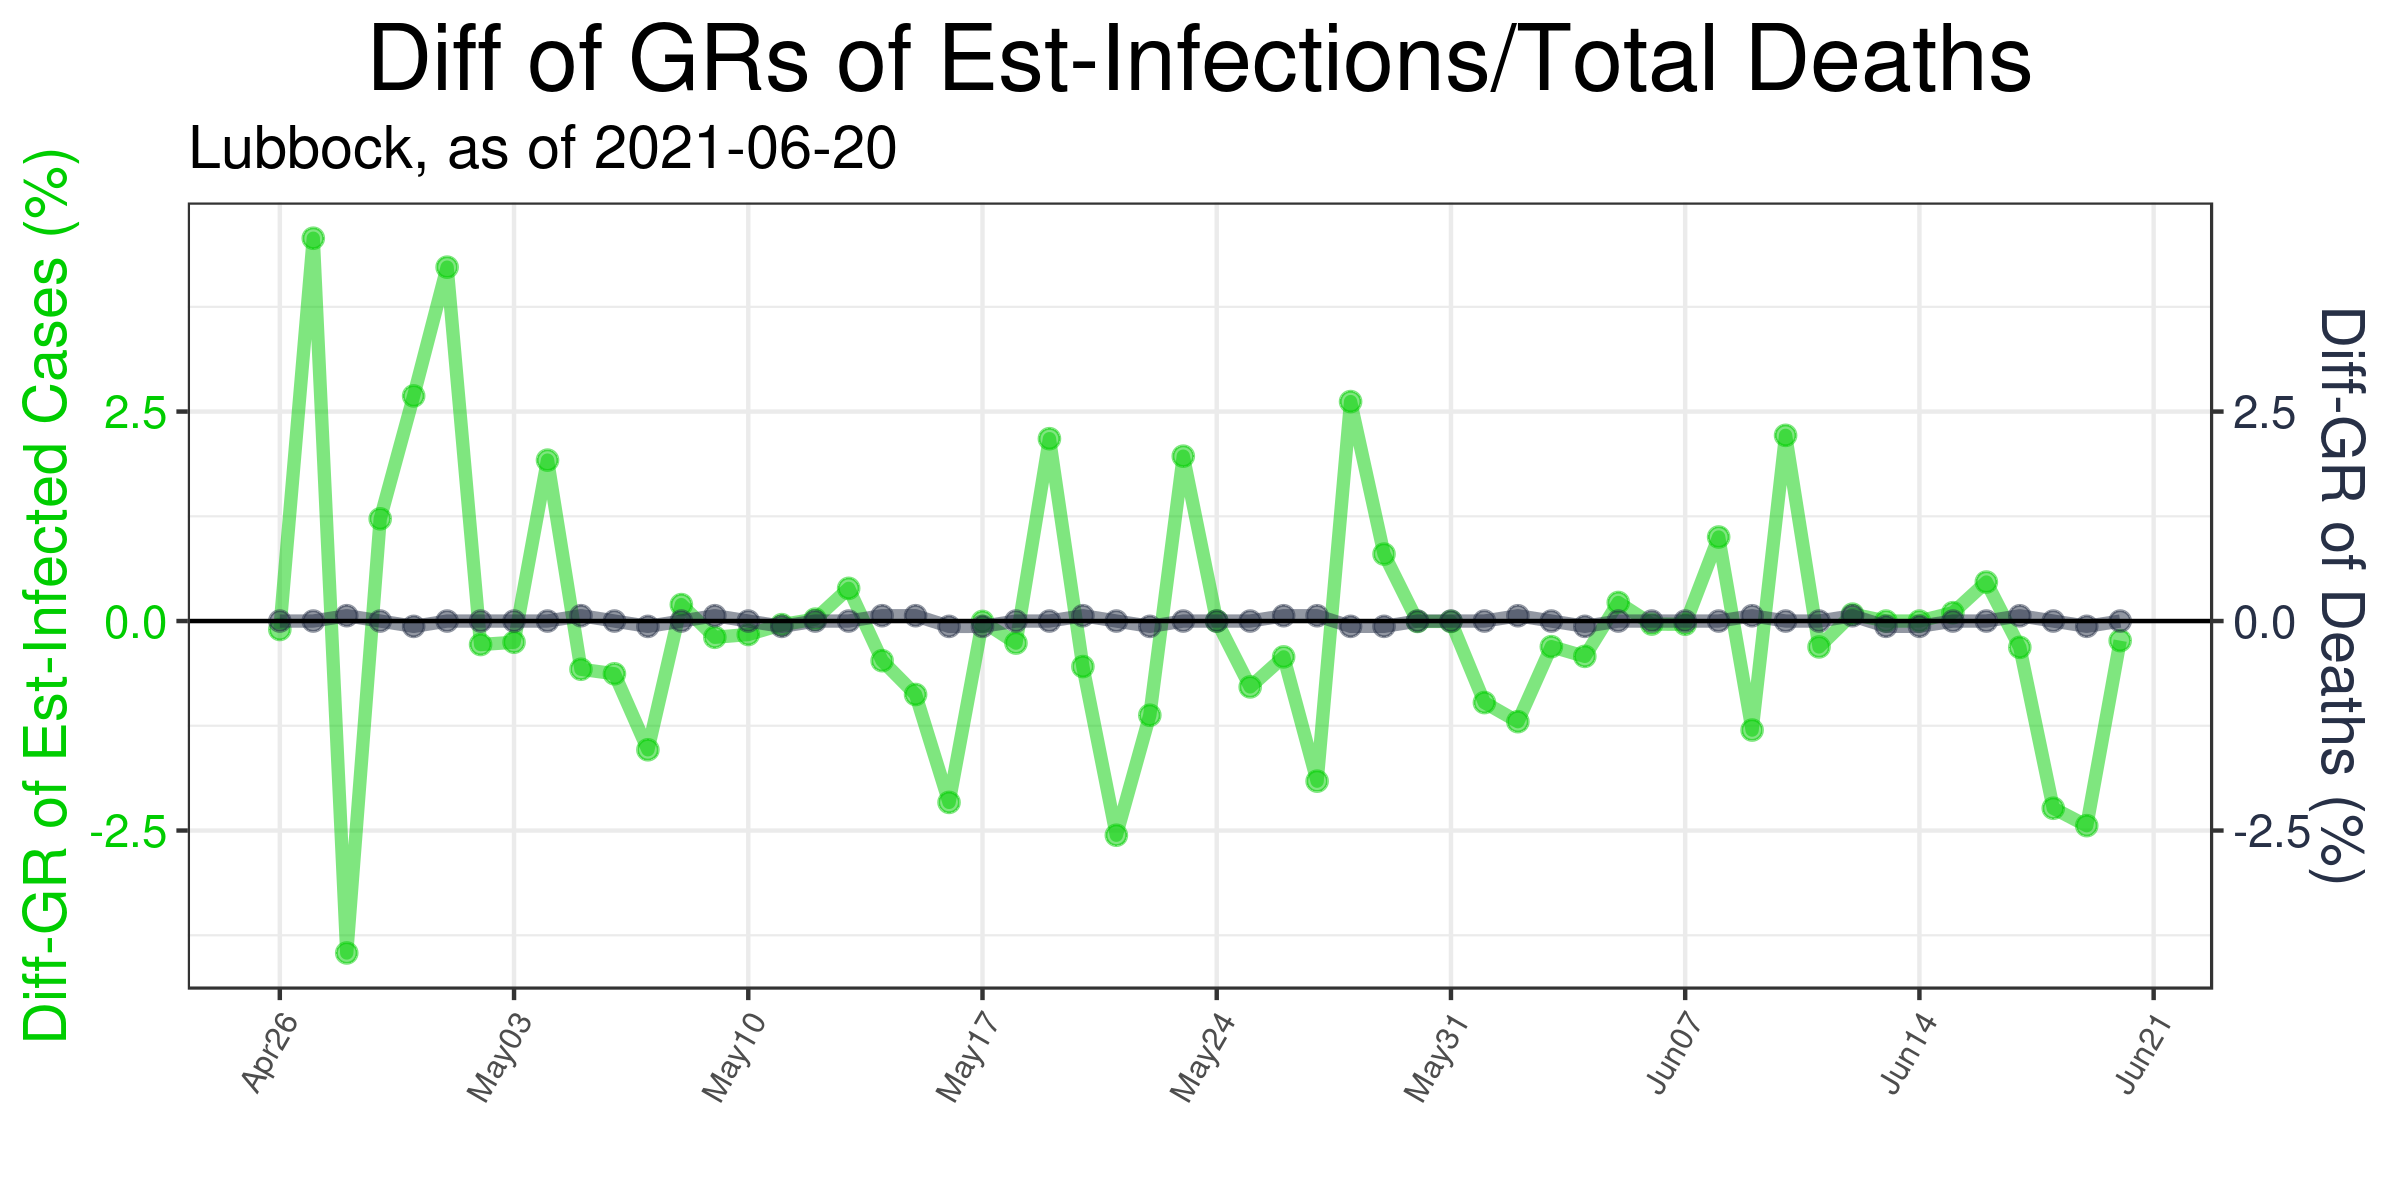 Diff of GRs of Est-Infections/Total Deaths
Lubbock, as of 2021-06-20
Diff-GR of Est-Infected Cases (%)
2.5
0.0
-2.5
2.5
0.0
-2.5
Diff-GR of Deaths (%)
Apr26
May03
May10
May17
May24
May31
Jun07
Jun14
Jun21